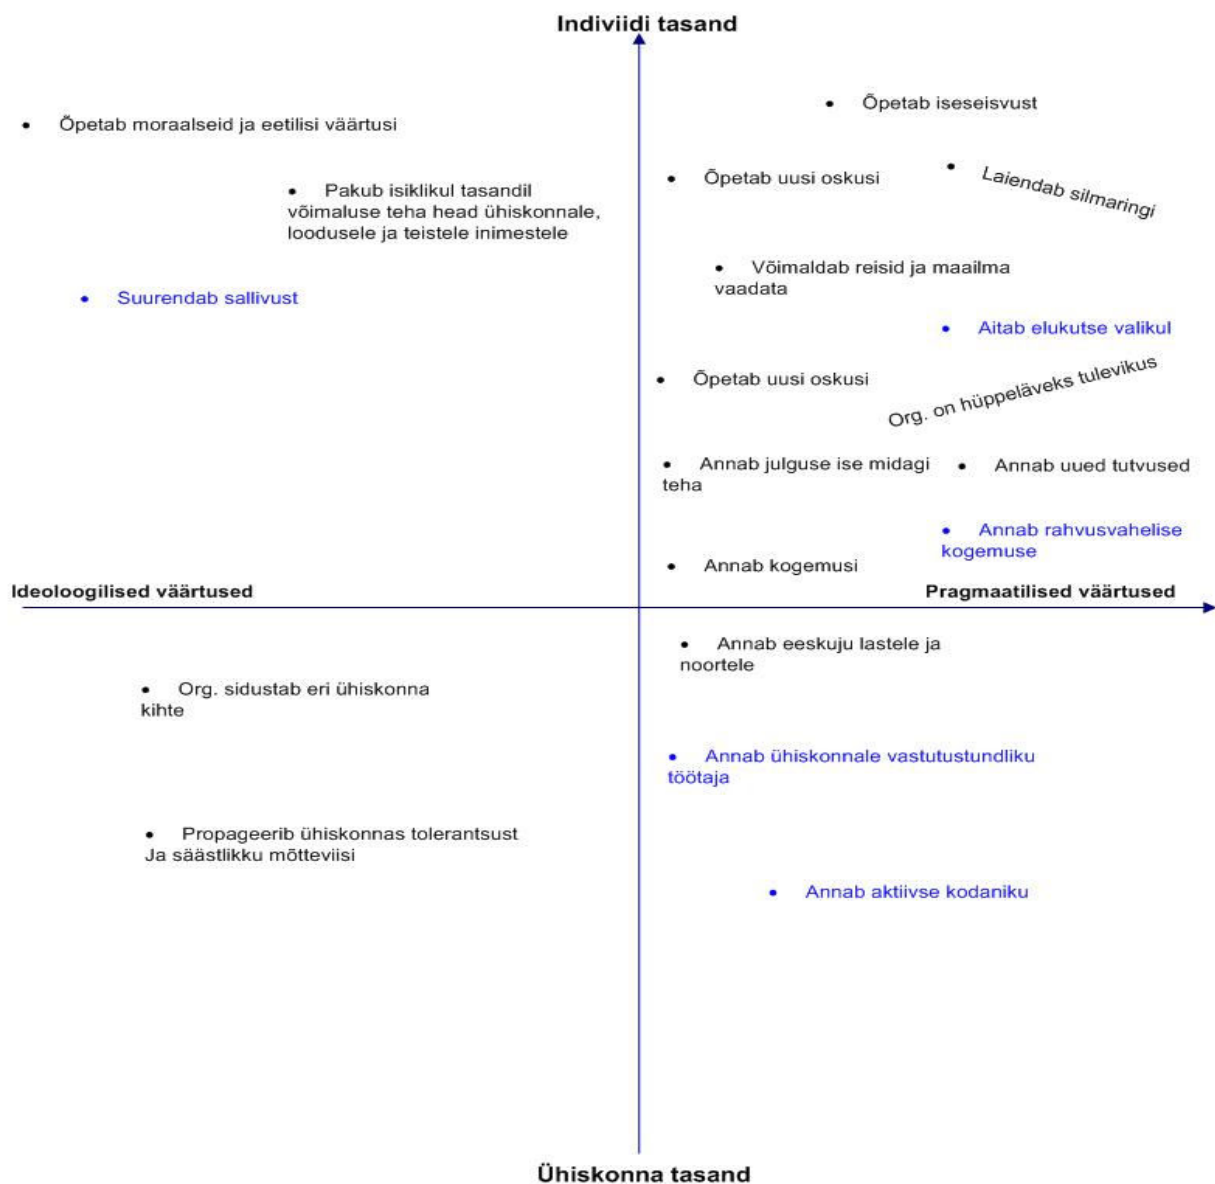 Indiviidi tasand
• Õpetab iseseisvust
• Õpetab moraalseid ja eetilisi väärtusi
• Pakub isiklikul tasandil
võimaluse teha head ühiskonnale,
loodusele ja teistele inimestele
• Õpetab uusi oskusi
• Laiendab silmaringi
• Võimaldab reisid ja maailma
vaadata
• Suurendab sallivust
• Aitab elukutse valikul
• Õpetab uusi oskusi
Org. on hüppeläveks tulevikus
• Annab julguse ise midagi
teha
• Annab uued tutvused
• Annab rahvusvahelise
kogemuse
• Annab kogemusi
Ideoloogilised väärtused
Pragmaatilised väärtused
• Annab eeskuju lastele ja
noortele
• Org. sidustab eri ühiskonna
kihte
• Annab ühiskonnale vastutustundliku
töötaja
• Propageerib ühiskonnas tolerantsust
Ja säästlikku mõtteviisi
• Annab aktiivse kodaniku
Ühiskonna tasand